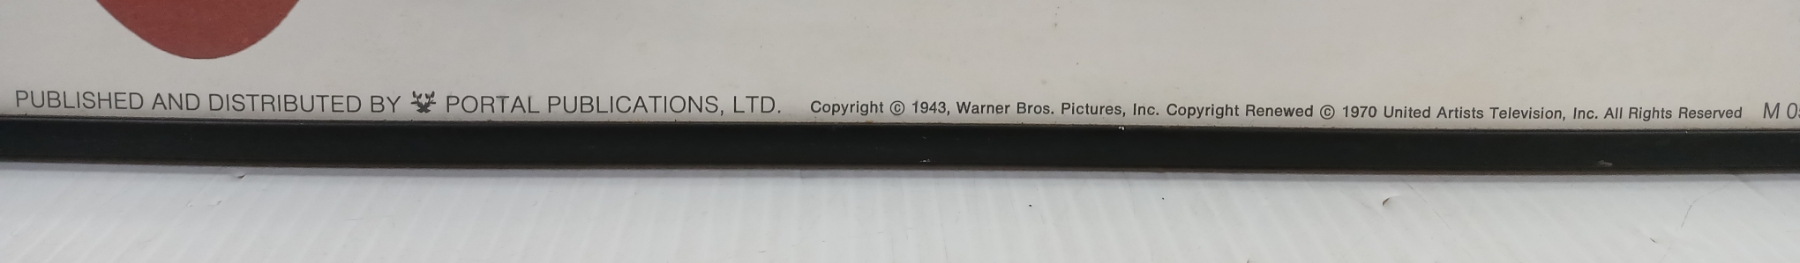 PUBLISHED AND DISTRIBUTED BY PORTAL PUBLICATIONS, LTD. Copyright © 1943, Warner Bros. Pictures, Inc. Copyright Renewed © 1970 United Artists Television, Inc. All Rights Reserved M